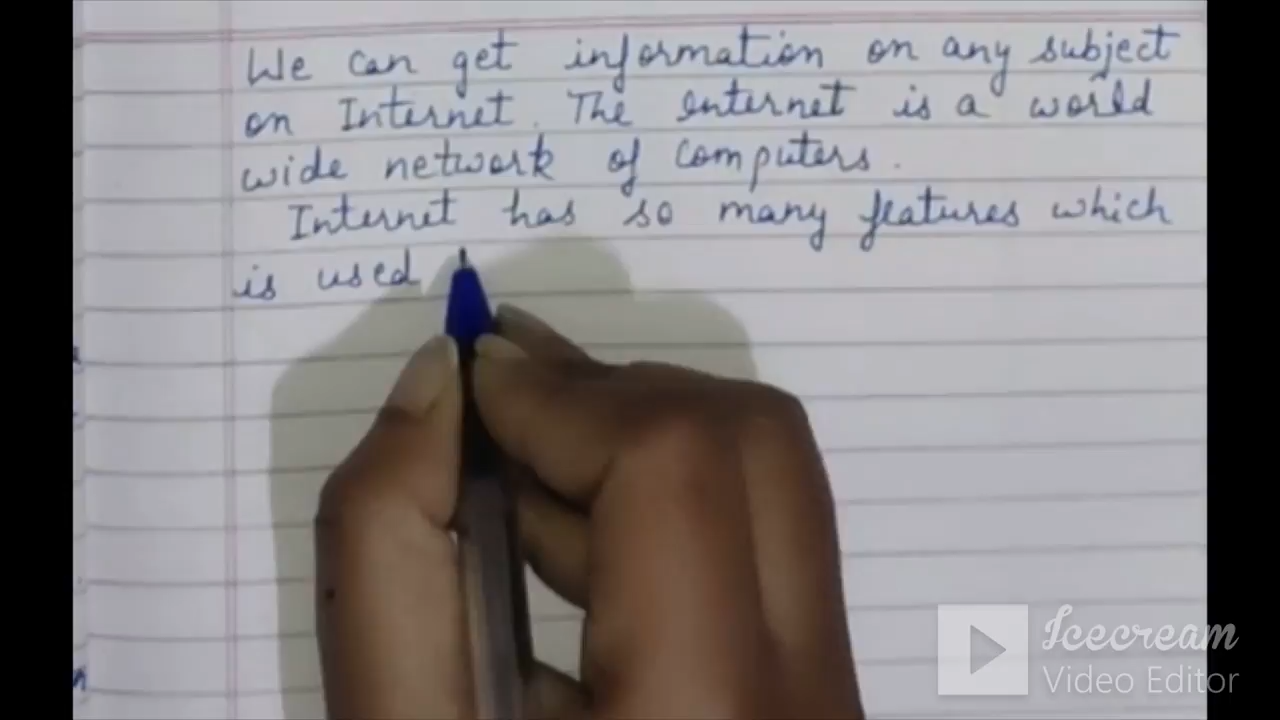 We can get information on any subject
on Internet. The Internet is a world
wide network of computers.
Internet has so many features which
is used
Icecream
Video Editor